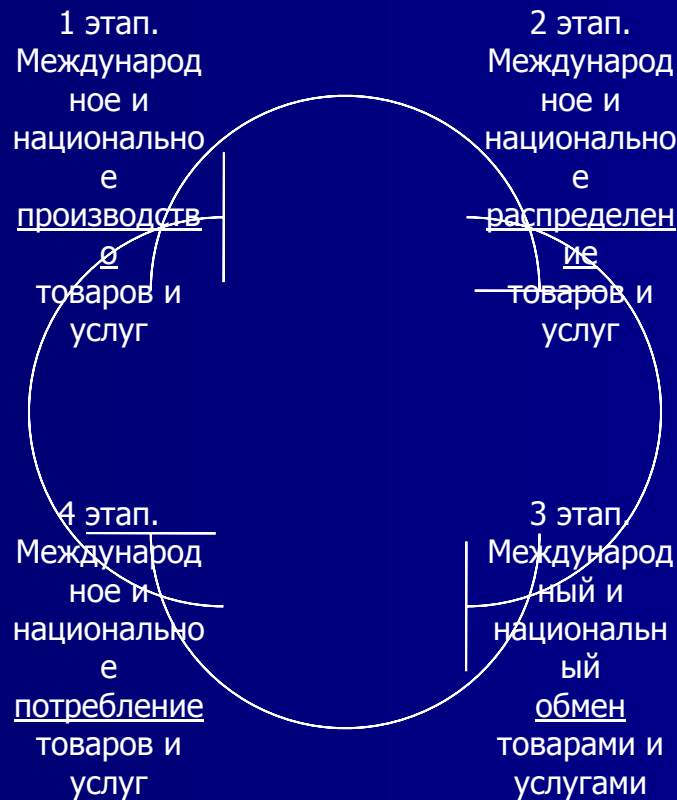 1 этап.
Международ
ное и
национально
е
производств
о
товаров и
услуг
2 этап.
Международ
ное и
национально
е
распределен
ие
товаров и
услуг
4 этап.
Международ
ное и
национально
е
потребление
товаров и
услуг
3 этап.
Международ
ный и
национальн
ый
обмен
товарами и
услугами